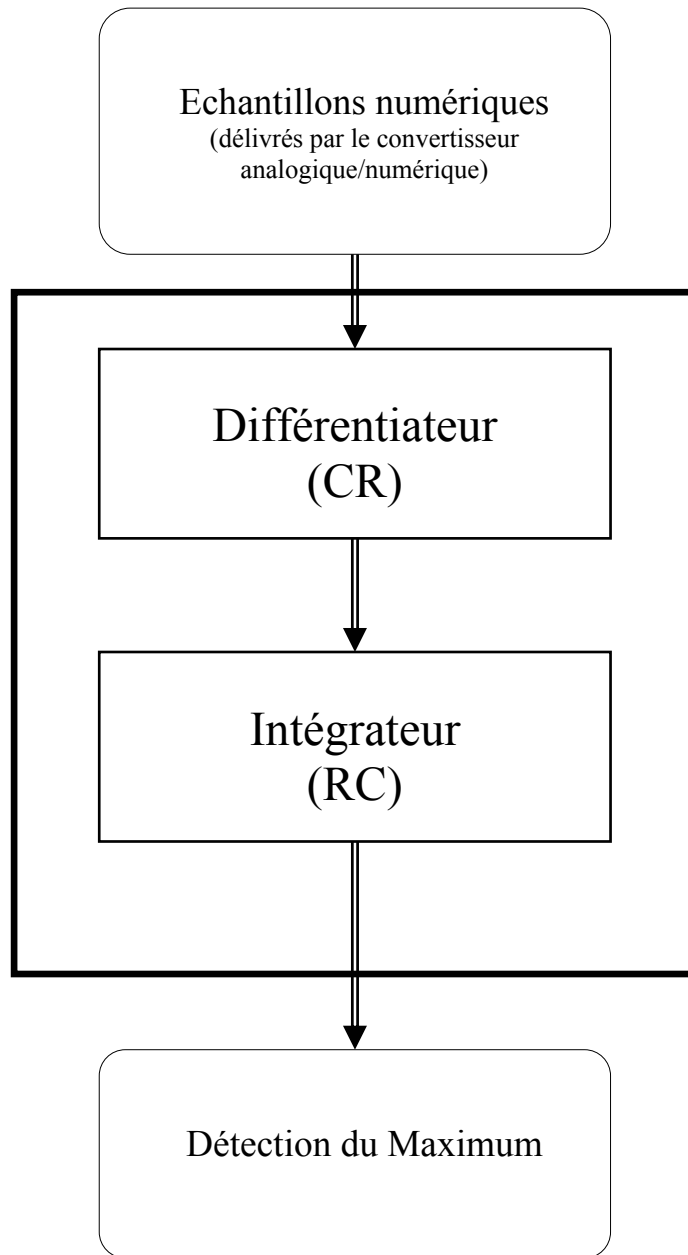 Echantillons numériques
(délivrés par le convertisseur
analogique/numérique)
Différentiateur
(CR)
Intégrateur
(RC)
Détection du Maximum